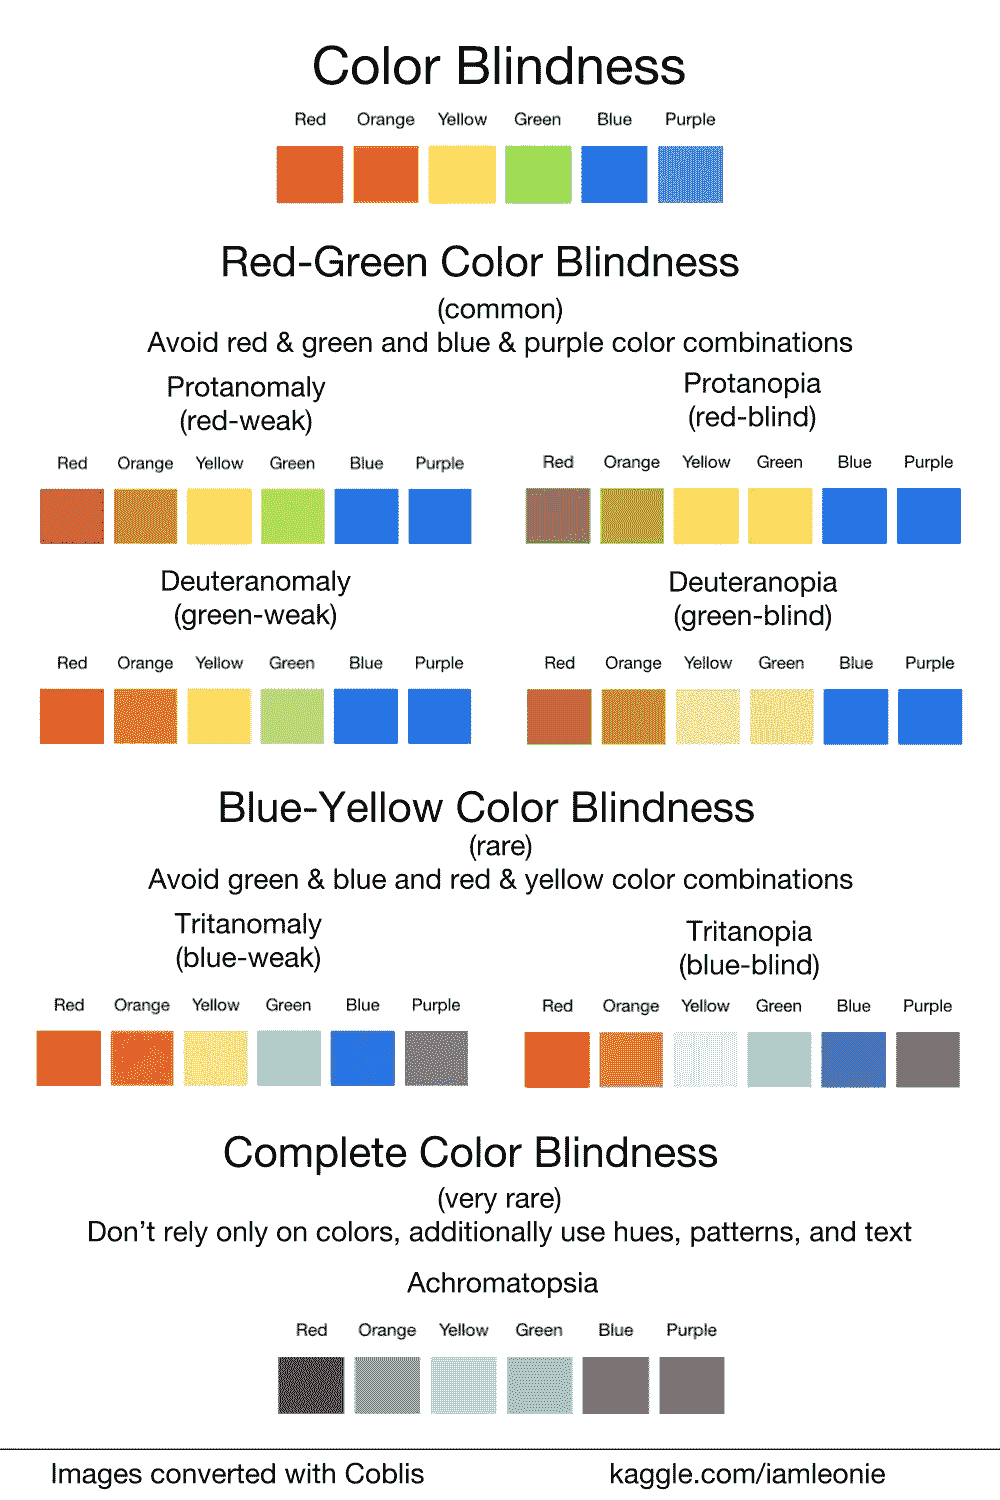 Color Blindness
Red Orange Yellow Green Blue Purple
Red-Green Color Blindness
(common)
Avoid red & green and blue & purple color combinations
Protanomaly
(red-weak)
Red Orange Yellow Green Blue Purple
Protanopia
(red-blind)
Red Orange Yellow Green Blue Purple
Deuteranomaly
(green-weak)
Red Orange Yellow Green Blue Purple
Deuteranopia
(green-blind)
Red Orange Yellow Green Blue Purple
Blue-Yellow Color Blindness
(rare)
Avoid green & blue and red & yellow color combinations
Tritanomaly
(blue-weak)
Red Orange Yellow Green Blue Purple
Tritanopia
(blue-blind)
Red Orange Yellow Green Blue Purple
Complete Color Blindness
(very rare)
Don’t rely only on colors, additionally use hues, patterns, and text
Achromatopsia
Red Orange Yellow Green Blue Purple
Images converted with Coblis
kaggle.com/iamleonie